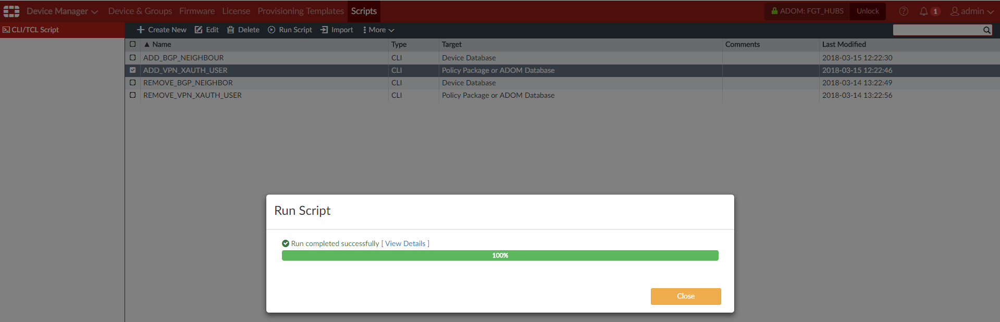 Device Manager Device & Groups Firmware License Provisioning Templates Scripts ADOM: FGT_HUBS Unlock 1 admin
CLI/TCL Script Create New Edit Delete Run Script Import More
Name Type Target Comments Last Modified
ADD_BGP_NEIGHBOUR CLI Device Database 2018-03-15 12:22:30
ADD_VPN_XAUTH_USER CLI Policy Package or ADOM Database 2018-03-15 12:22:46
REMOVE_BGP_NEIGHBOR CLI Device Database 2018-03-14 13:22:49
REMOVE_VPN_XAUTH_USER CLI Policy Package or ADOM Database 2018-03-14 13:22:56
Run Script
Run completed successfully [ View Details ]
100%
Close